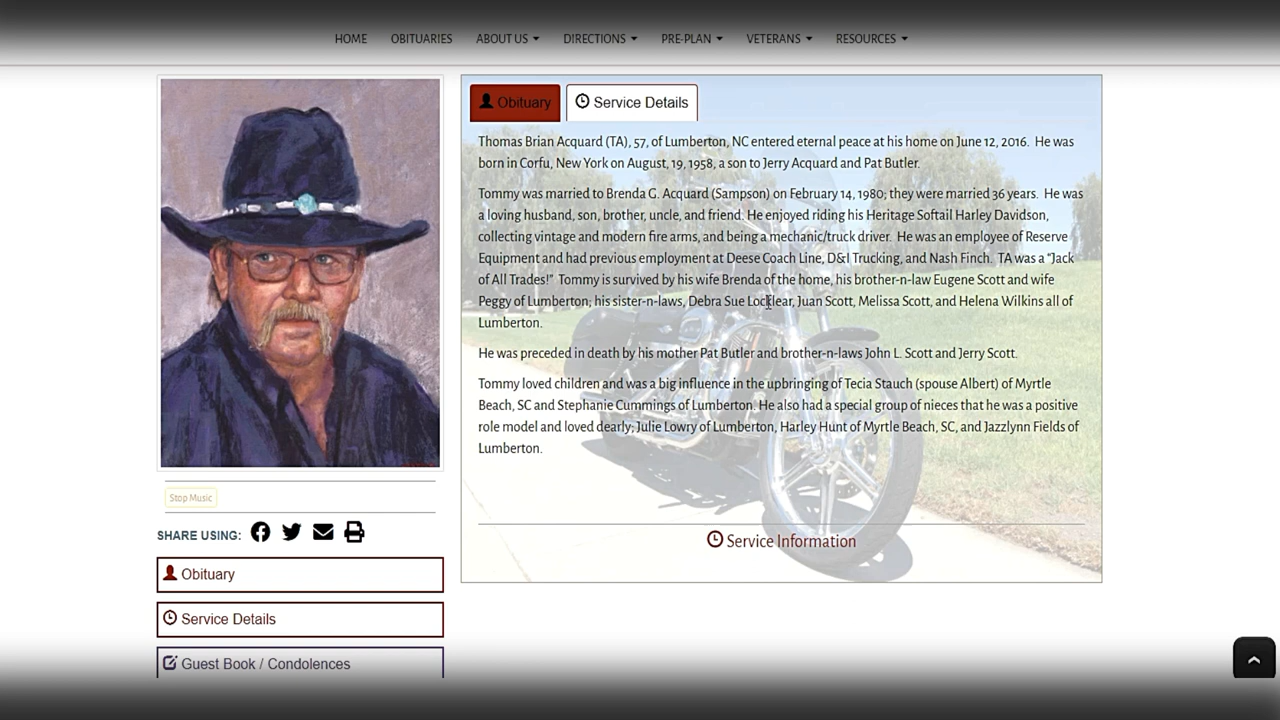 HOME OBITUARIES ABOUT US DIRECTIONS PRE-PLAN VETERANS RESOURCES
Obituary Service Details
Thomas Brian Acquard (TA), 57, of Lumberton, NC entered eternal peace at his home on June 12, 2016. He was
born in Corfu, New York on August, 19, 1958, a son to Jerry Acquard and Pat Butler.
Tommy was married to Brenda G. Acquard (Sampson) on February 14, 1980; they were married 36 years. He was
a loving husband, son, brother, uncle, and friend. He enjoyed riding his Heritage Softail Harley Davidson,
collecting vintage and modern fire arms, and being a mechanic/truck driver. He was an employee of Reserve
Equipment and had previous employment at Deese Coach Line, D&I Trucking, and Nash Finch. TA was a "Jack
of All Trades!" Tommy is survived by his wife Brenda of the home, his brother-n-law Eugene Scott and wife
Peggy of Lumberton; his sister-n-laws, Debra Sue Locklear, Juan Scott, Melissa Scott, and Helena Wilkins all of
Lumberton.
He was preceded in death by his mother Pat Butler and brother-n-laws John L. Scott and Jerry Scott.
Tommy loved children and was a big influence in the upbringing of Tecia Stauch (spouse Albert) of Myrtle
Beach, SC and Stephanie Cummings of Lumberton. He also had a special group of nieces that he was a positive
role model and loved dearly; Julie Lowry of Lumberton, Harley Hunt of Myrtle Beach, SC, and Jazzlynn Fields of
Lumberton.
Service Information
Stop Music
SHARE USING:
Obituary
Service Details
Guest Book / Condolences